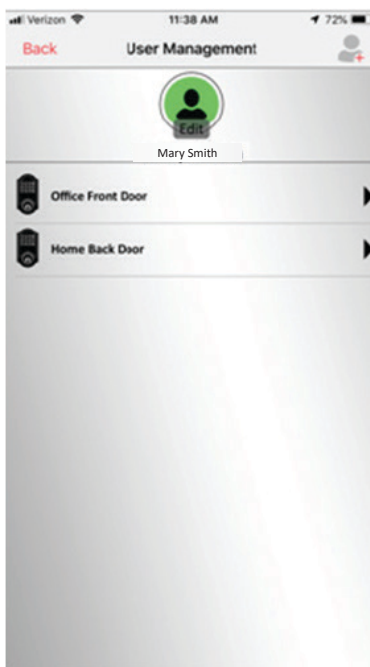 Verizon 11:38 AM 72%
Back User Management
Edit
Mary Smith
Office Front Door
Home Back Door